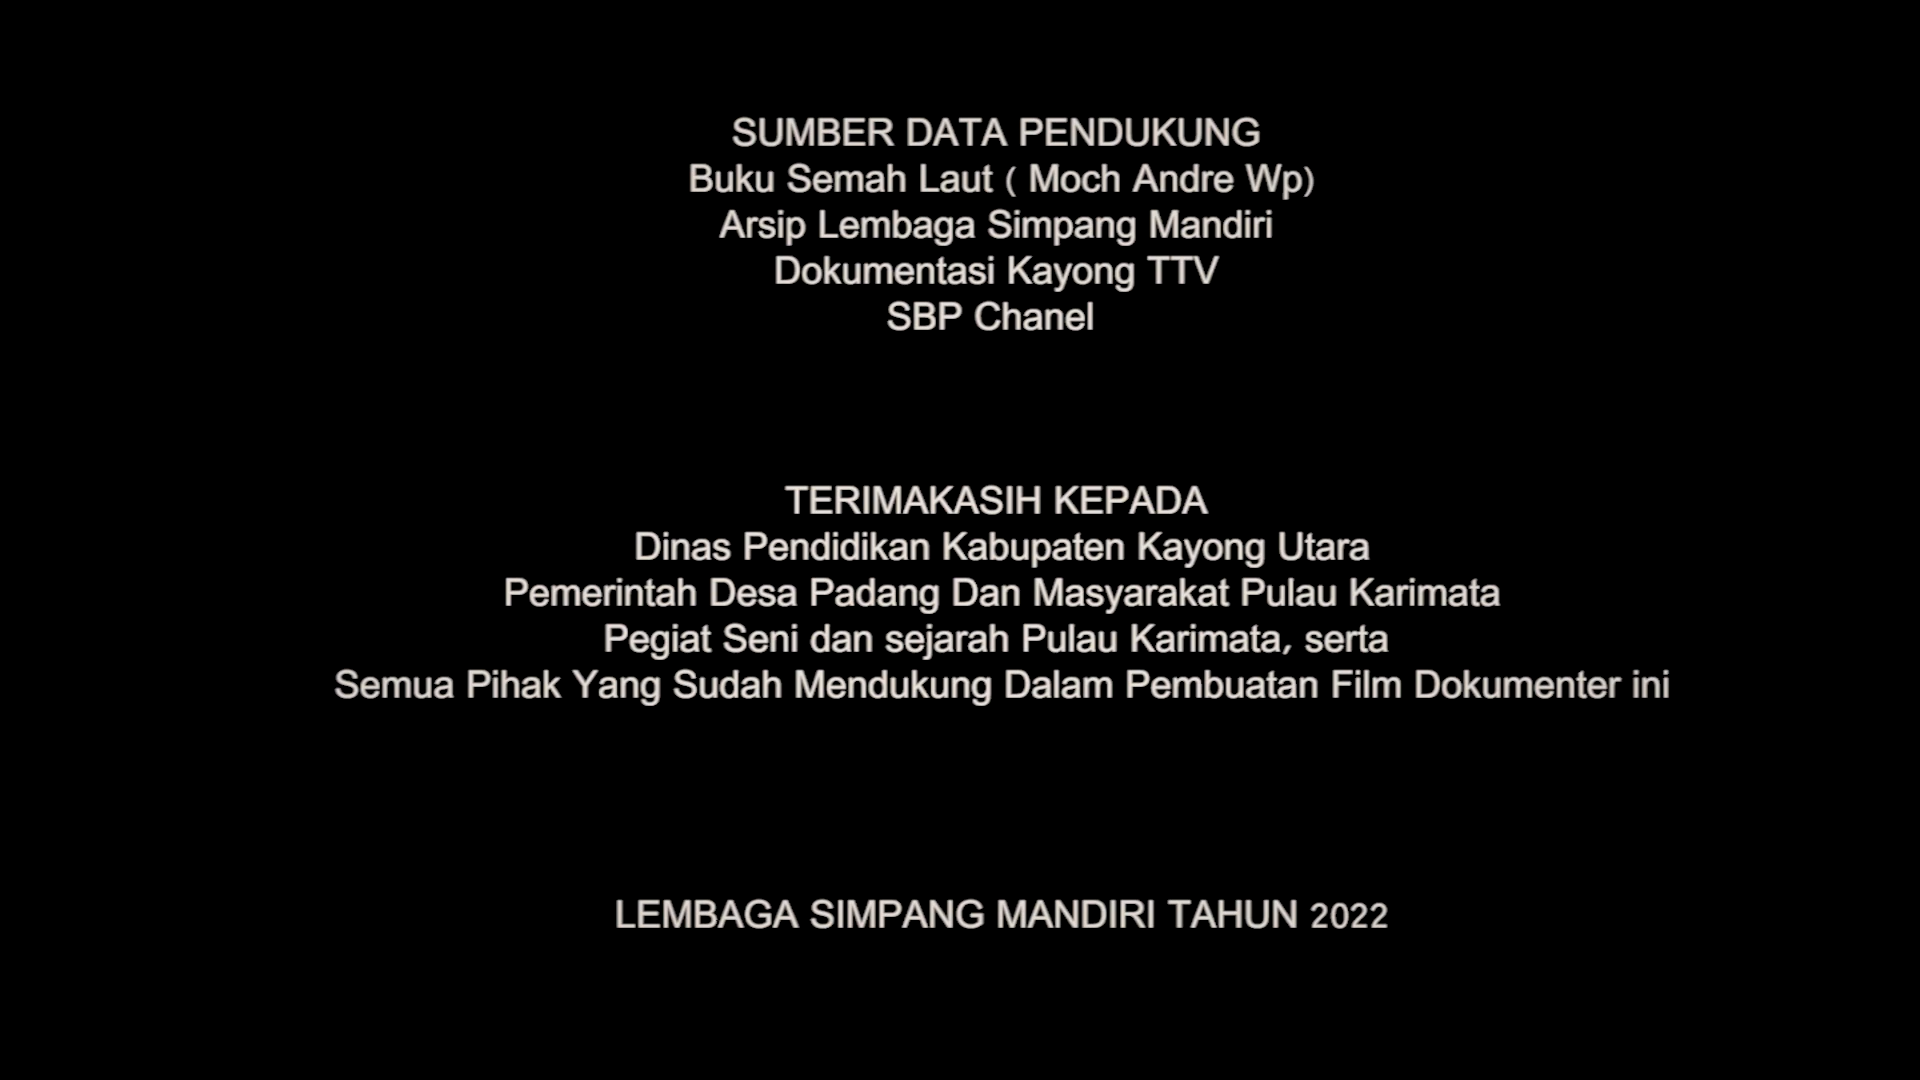 SUMBER DATA PENDUKUNG
Buku Semah Laut ( Moch Andre Wp)
Arsip Lembaga Simpang Mandiri
Dokumentasi Kayong TTV
SBP Chanel
TERIMAKASIH KEPADA
Dinas Pendidikan Kabupaten Kayong Utara
Pemerintah Desa Padang Dan Masyarakat Pulau Karimata
Pegiat Seni dan sejarah Pulau Karimata, serta
Semua Pihak Yang Sudah Mendukung Dalam Pembuatan Film Dokumenter ini
LEMBAGA SIMPANG MANDIRI TAHUN 2022